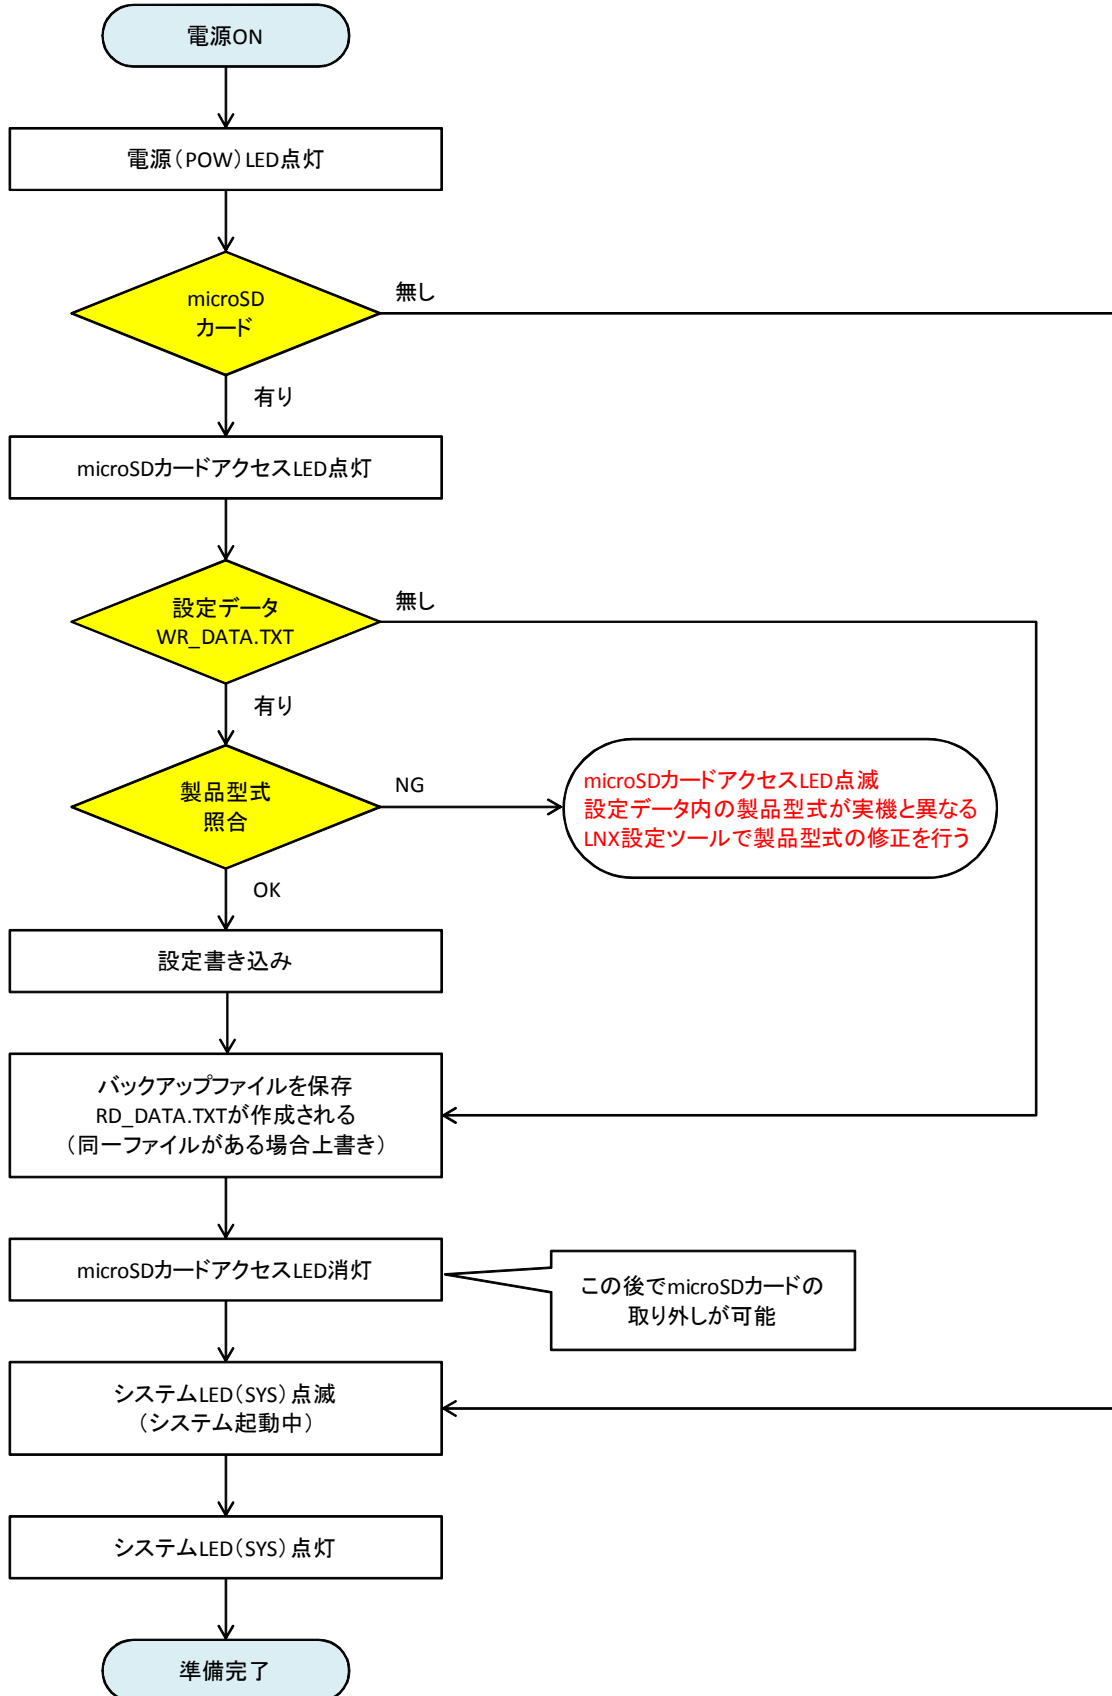 電源ON
電源（POW）LED点灯
microSD
カード
無し
有り
microSDカードアクセスLED点灯
設定データ
WR_DATA.TXT
無し
有り
製品型式
照合
NG
microSDカードアクセスLED点滅
設定データ内の製品型式が実機と異なる
LNX設定ツールで製品型式の修正を行う
OK
設定書き込み
バックアップファイルを保存
RD_DATA.TXTが作成される
（同一ファイルがある場合上書き）
microSDカードアクセスLED消灯
この後でmicroSDカードの
取り外しが可能
システムLED（SYS）点滅
（システム起動中）
システムLED（SYS）点灯
準備完了